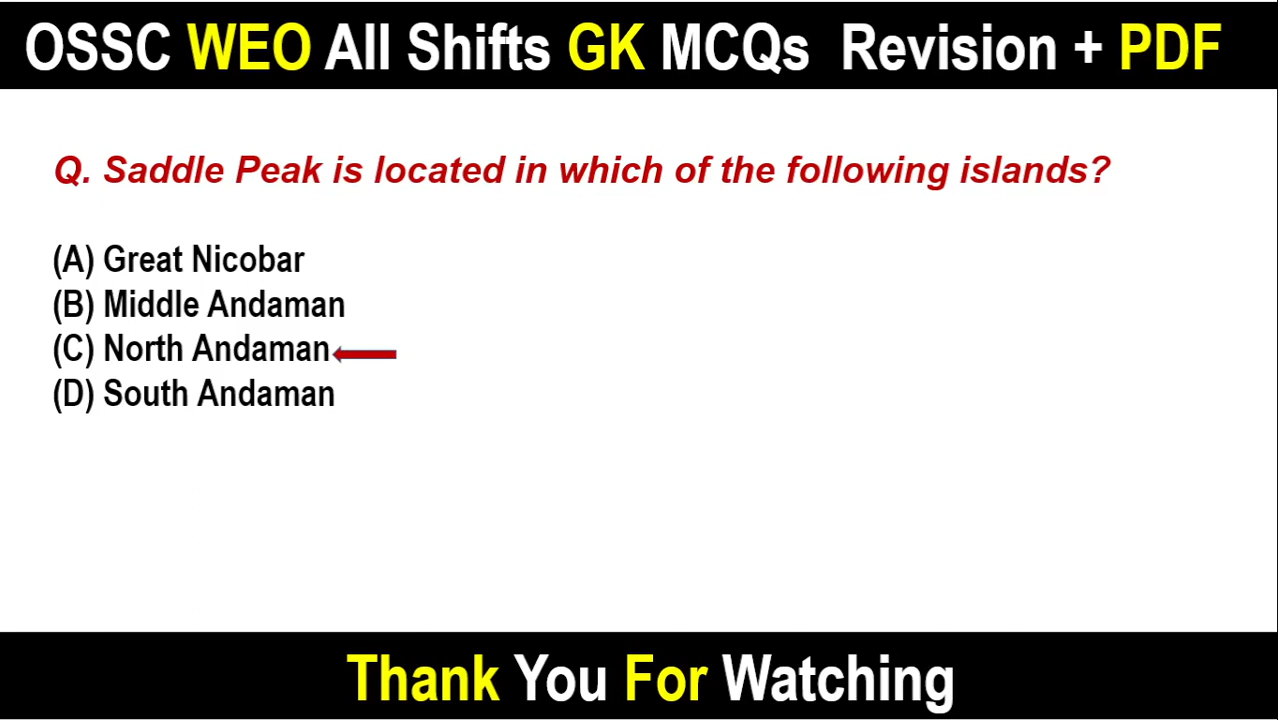 OSSC WEO All Shifts GK MCQs Revision + PDF
Q. Saddle Peak is located in which of the following islands?
(A) Great Nicobar
(B) Middle Andaman
(C) North Andaman
(D) South Andaman
Thank You For Watching